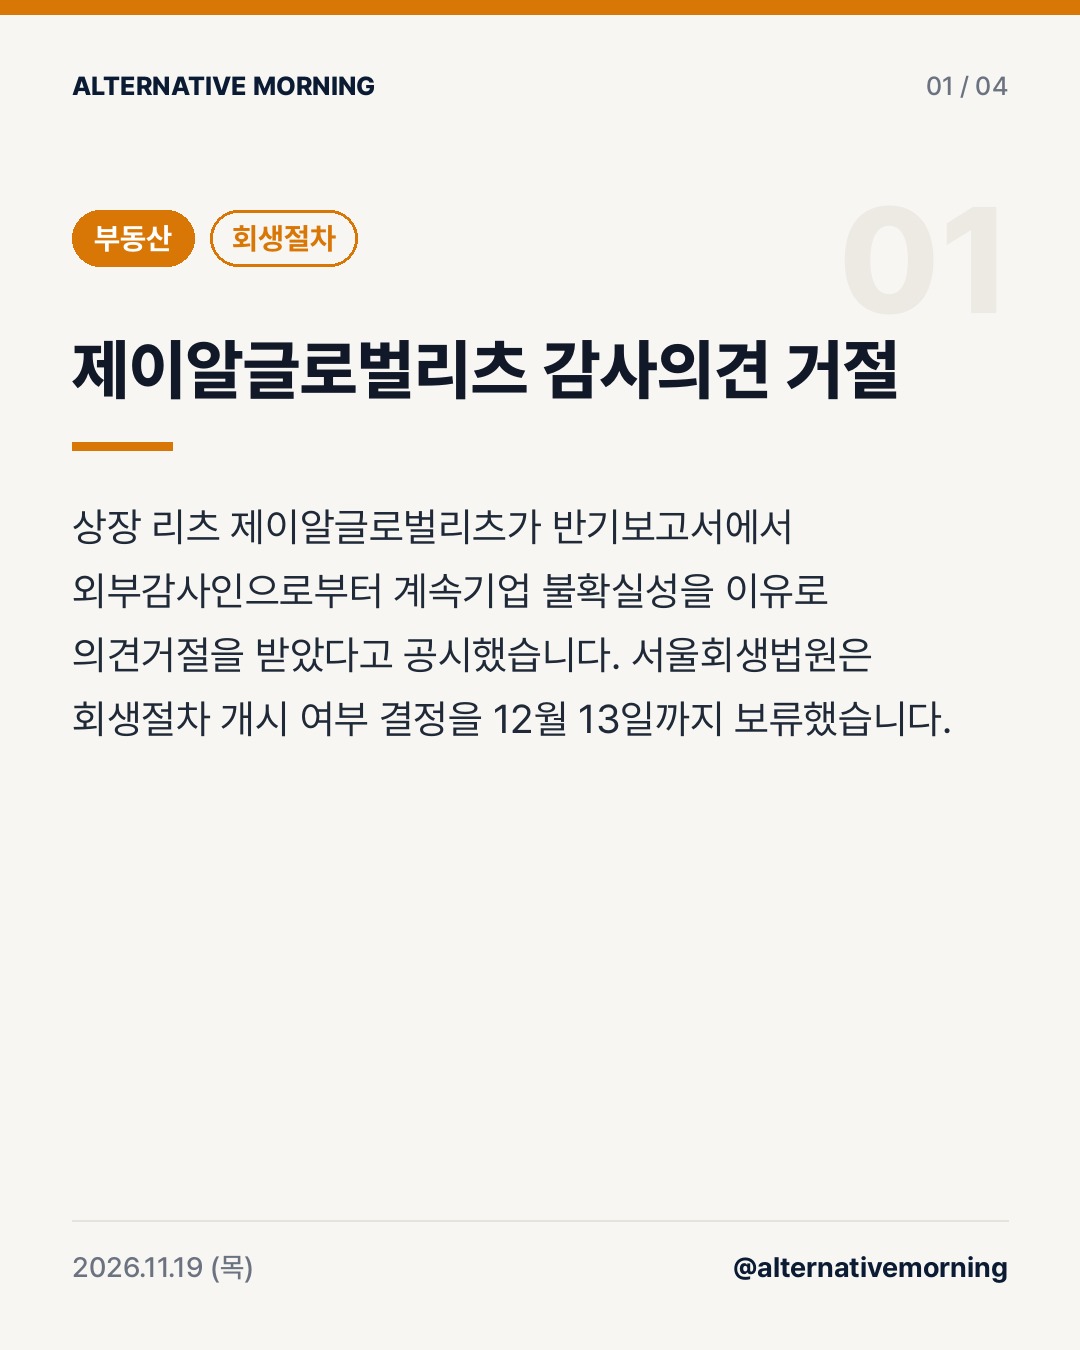 ALTERNATIVE MORNING
01 / 04
부동산
회생절차
01
제이알글로벌리츠 감사의견 거절
상장 리츠 제이알글로벌리츠가 반기보고서에서
외부감사인으로부터 계속기업 불확실성을 이유로
의견거절을 받았다고 공시했습니다. 서울회생법원은
회생절차 개시 여부 결정을 12월 13일까지 보류했습니다.
2026.11.19 (목)
@alternativemorning